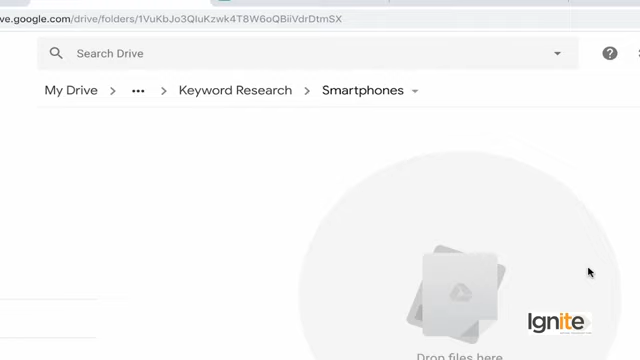 ve.google.com/drive/folders/1VuKbJo3QluKzwk4T8W6oQBiiVdrDtmSX
Search Drive
My Drive > ••• > Keyword Research > Smartphones
Drop files here
Ignite